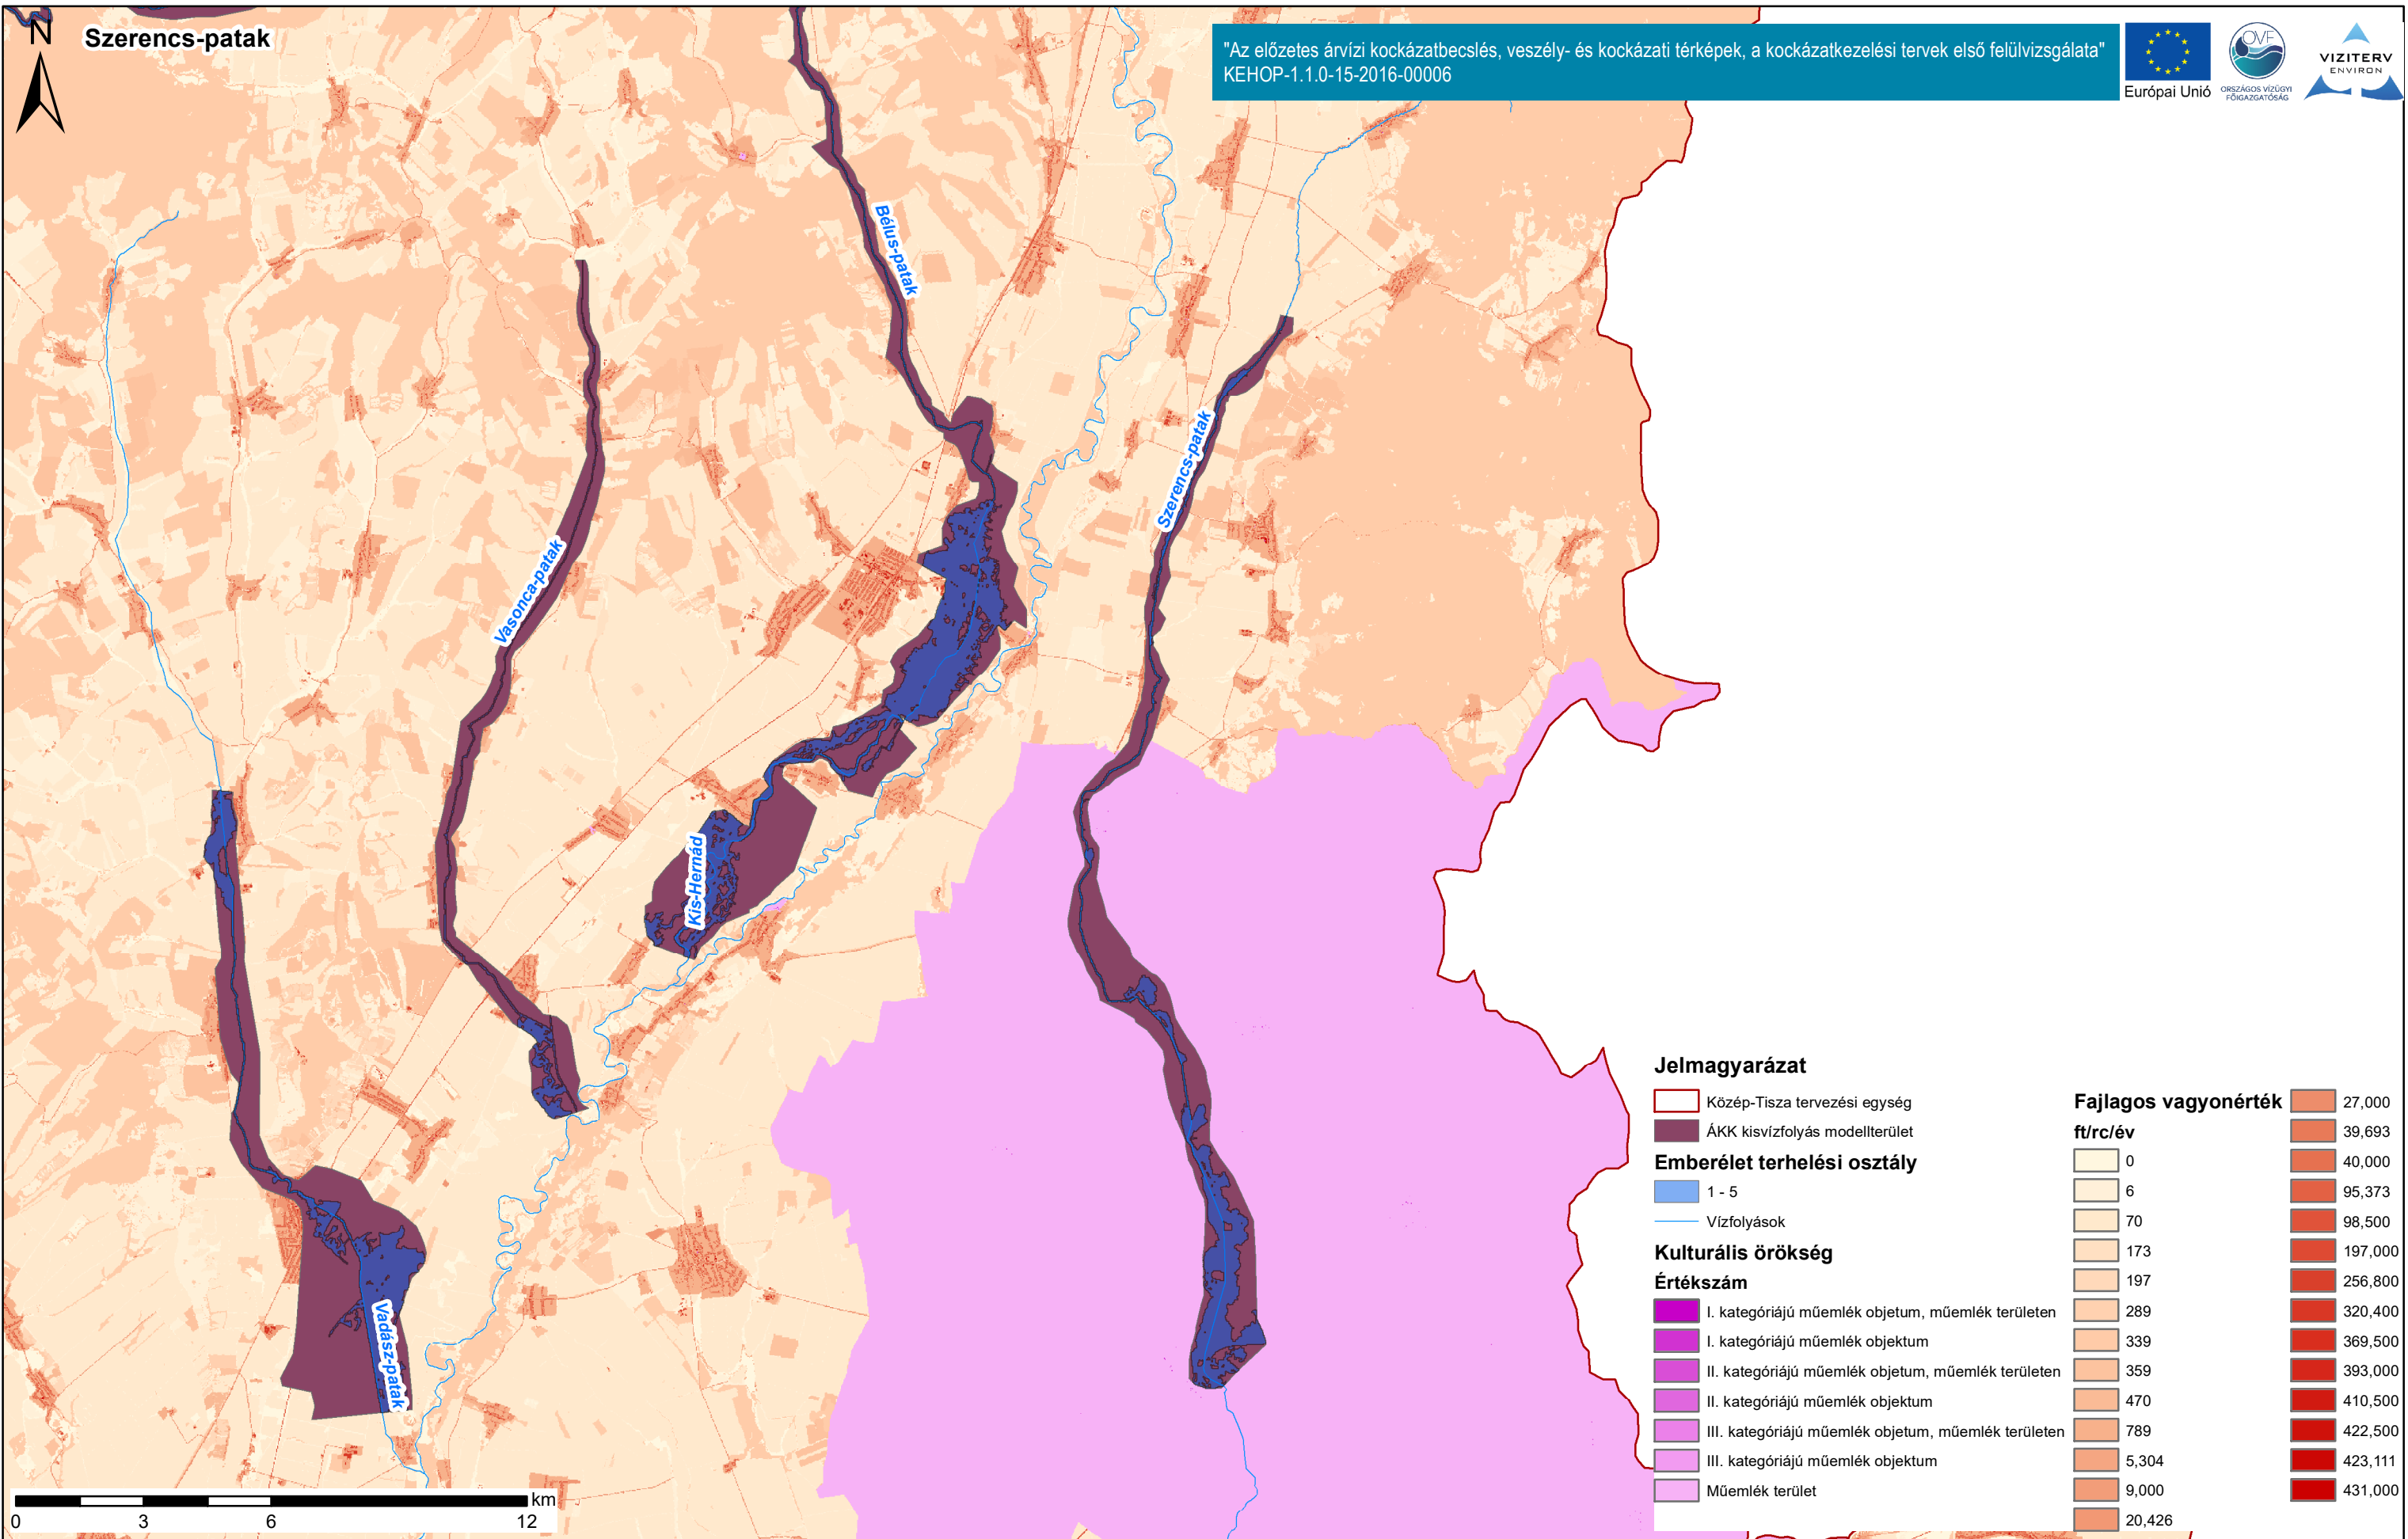 N
Szerencs-patak
"Az előzetes árvízi kockázatbecslés, veszély- és kockázati térképek, a kockázatkezelési tervek első felülvizsgálata"
KEHOP-1.1.0-15-2016-00006
Európai Unió
OVF
ORSZÁGOS VÍZÜGYI
FŐIGAZGATÓSÁG
VIZITERV
ENVIRON
Bélus-patak
Szerencs-patak
Vasonca-patak
Kis-Hernád
Vadász-patak
Jelmagyarázat
Közép-Tisza tervezési egység
ÁKK kisvízfolyás modellterület
Emberélet terhelési osztály
1 - 5
Vízfolyások
Kulturális örökség
Értékszám
I. kategóriájú műemlék objetum, műemlék területen
I. kategóriájú műemlék objektum
II. kategóriájú műemlék objetum, műemlék területen
II. kategóriájú műemlék objektum
III. kategóriájú műemlék objetum, műemlék területen
III. kategóriájú műemlék objektum
Műemlék terület
Fajlagos vagyonérték
ft/rc/év
0
6
70
173
197
289
339
359
470
789
5,304
9,000
20,426
27,000
39,693
40,000
95,373
98,500
197,000
256,800
320,400
369,500
393,000
410,500
422,500
423,111
431,000
km
0 3 6 12